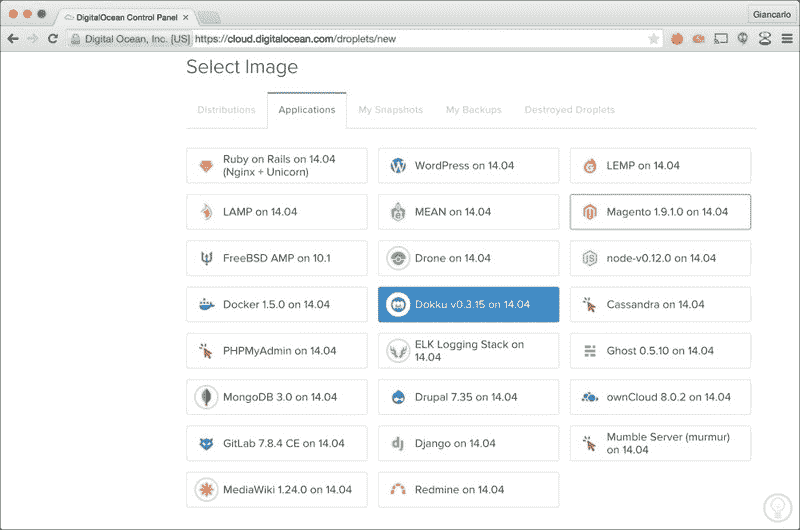 DigitalOcean Control Panel
Giancarlo
DigitalOcean, Inc. [US] https://cloud.digitalocean.com/droplets/new
Select Image
Distributions Applications My Snapshots My Backups Destroyed Droplets
Ruby on Rails on 14.04
(Nginx + Unicorn)
WordPress on 14.04
LEMP on 14.04
LAMP on 14.04
MEAN on 14.04
Magento 1.9.1.0 on 14.04
FreeBSD AMP on 10.1
Drone on 14.04
node-v0.12.0 on 14.04
Docker 1.5.0 on 14.04
Dokku v0.3.15 on 14.04
Cassandra on 14.04
PHPMyAdmin on 14.04
ELK Logging Stack on
14.04
Ghost 0.5.10 on 14.04
MongoDB 3.0 on 14.04
Drupal 7.35 on 14.04
ownCloud 8.0.2 on 14.04
GitLab 7.8.4 CE on 14.04
dj
Django on 14.04
Mumble Server (murmur)
on 14.04
MediaWiki 1.24.0 on 14.04
Redmine on 14.04